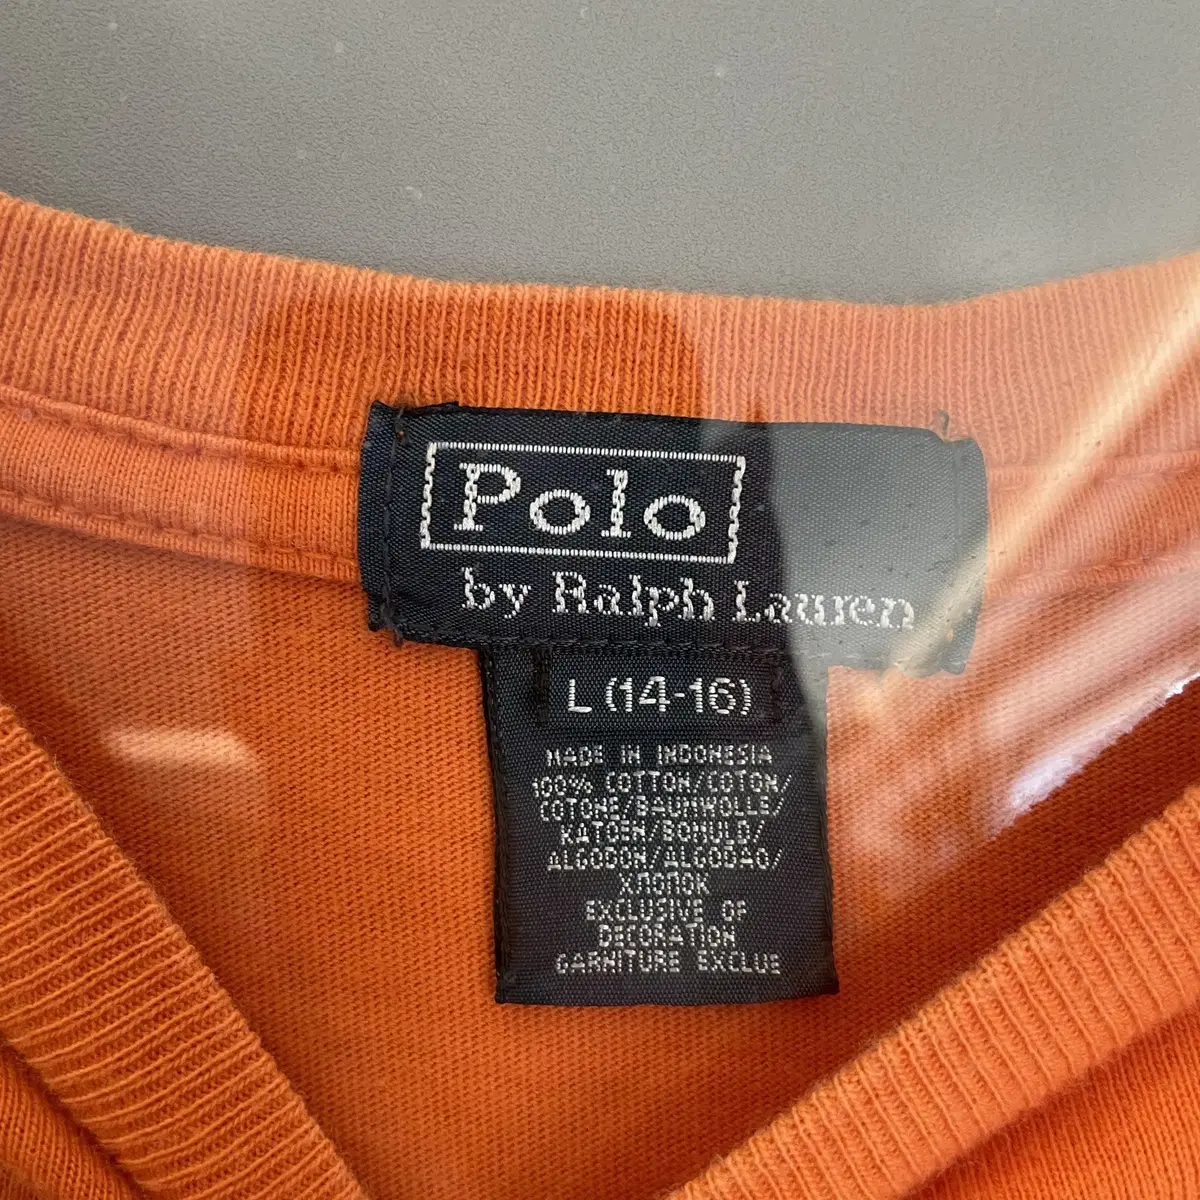 Polo
by Ralph Lauren
L (14-16)
MADE IN INDONESIA
100% COTTON/COTON/
COTONE/BAUMWOLLE/
KATOEN/BOMULD/
ALGODON/ALGODAO/
ХЛОПОК
EXCLUSIVE OF
DECORATION
GARNITURE EXCLUE